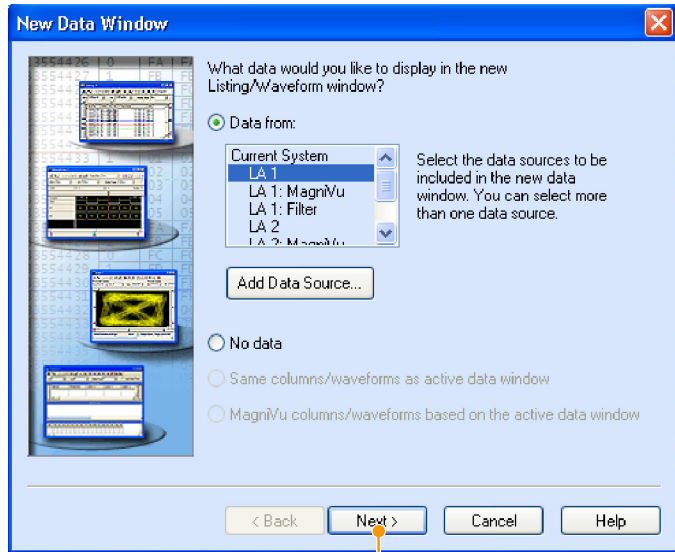 New Data Window
What data would you like to display in the new
Listing/Waveform window?
Data from:
Current System
LA 1
LA 1: MagniVu
LA 1: Filter
LA 2
LA 2: MagniVu
Select the data sources to be
included in the new data
window. You can select more
than one data source.
Add Data Source...
No data
Same columns/waveforms as active data window
MagniVu columns/waveforms based on the active data window
< Back
Next >
Cancel
Help